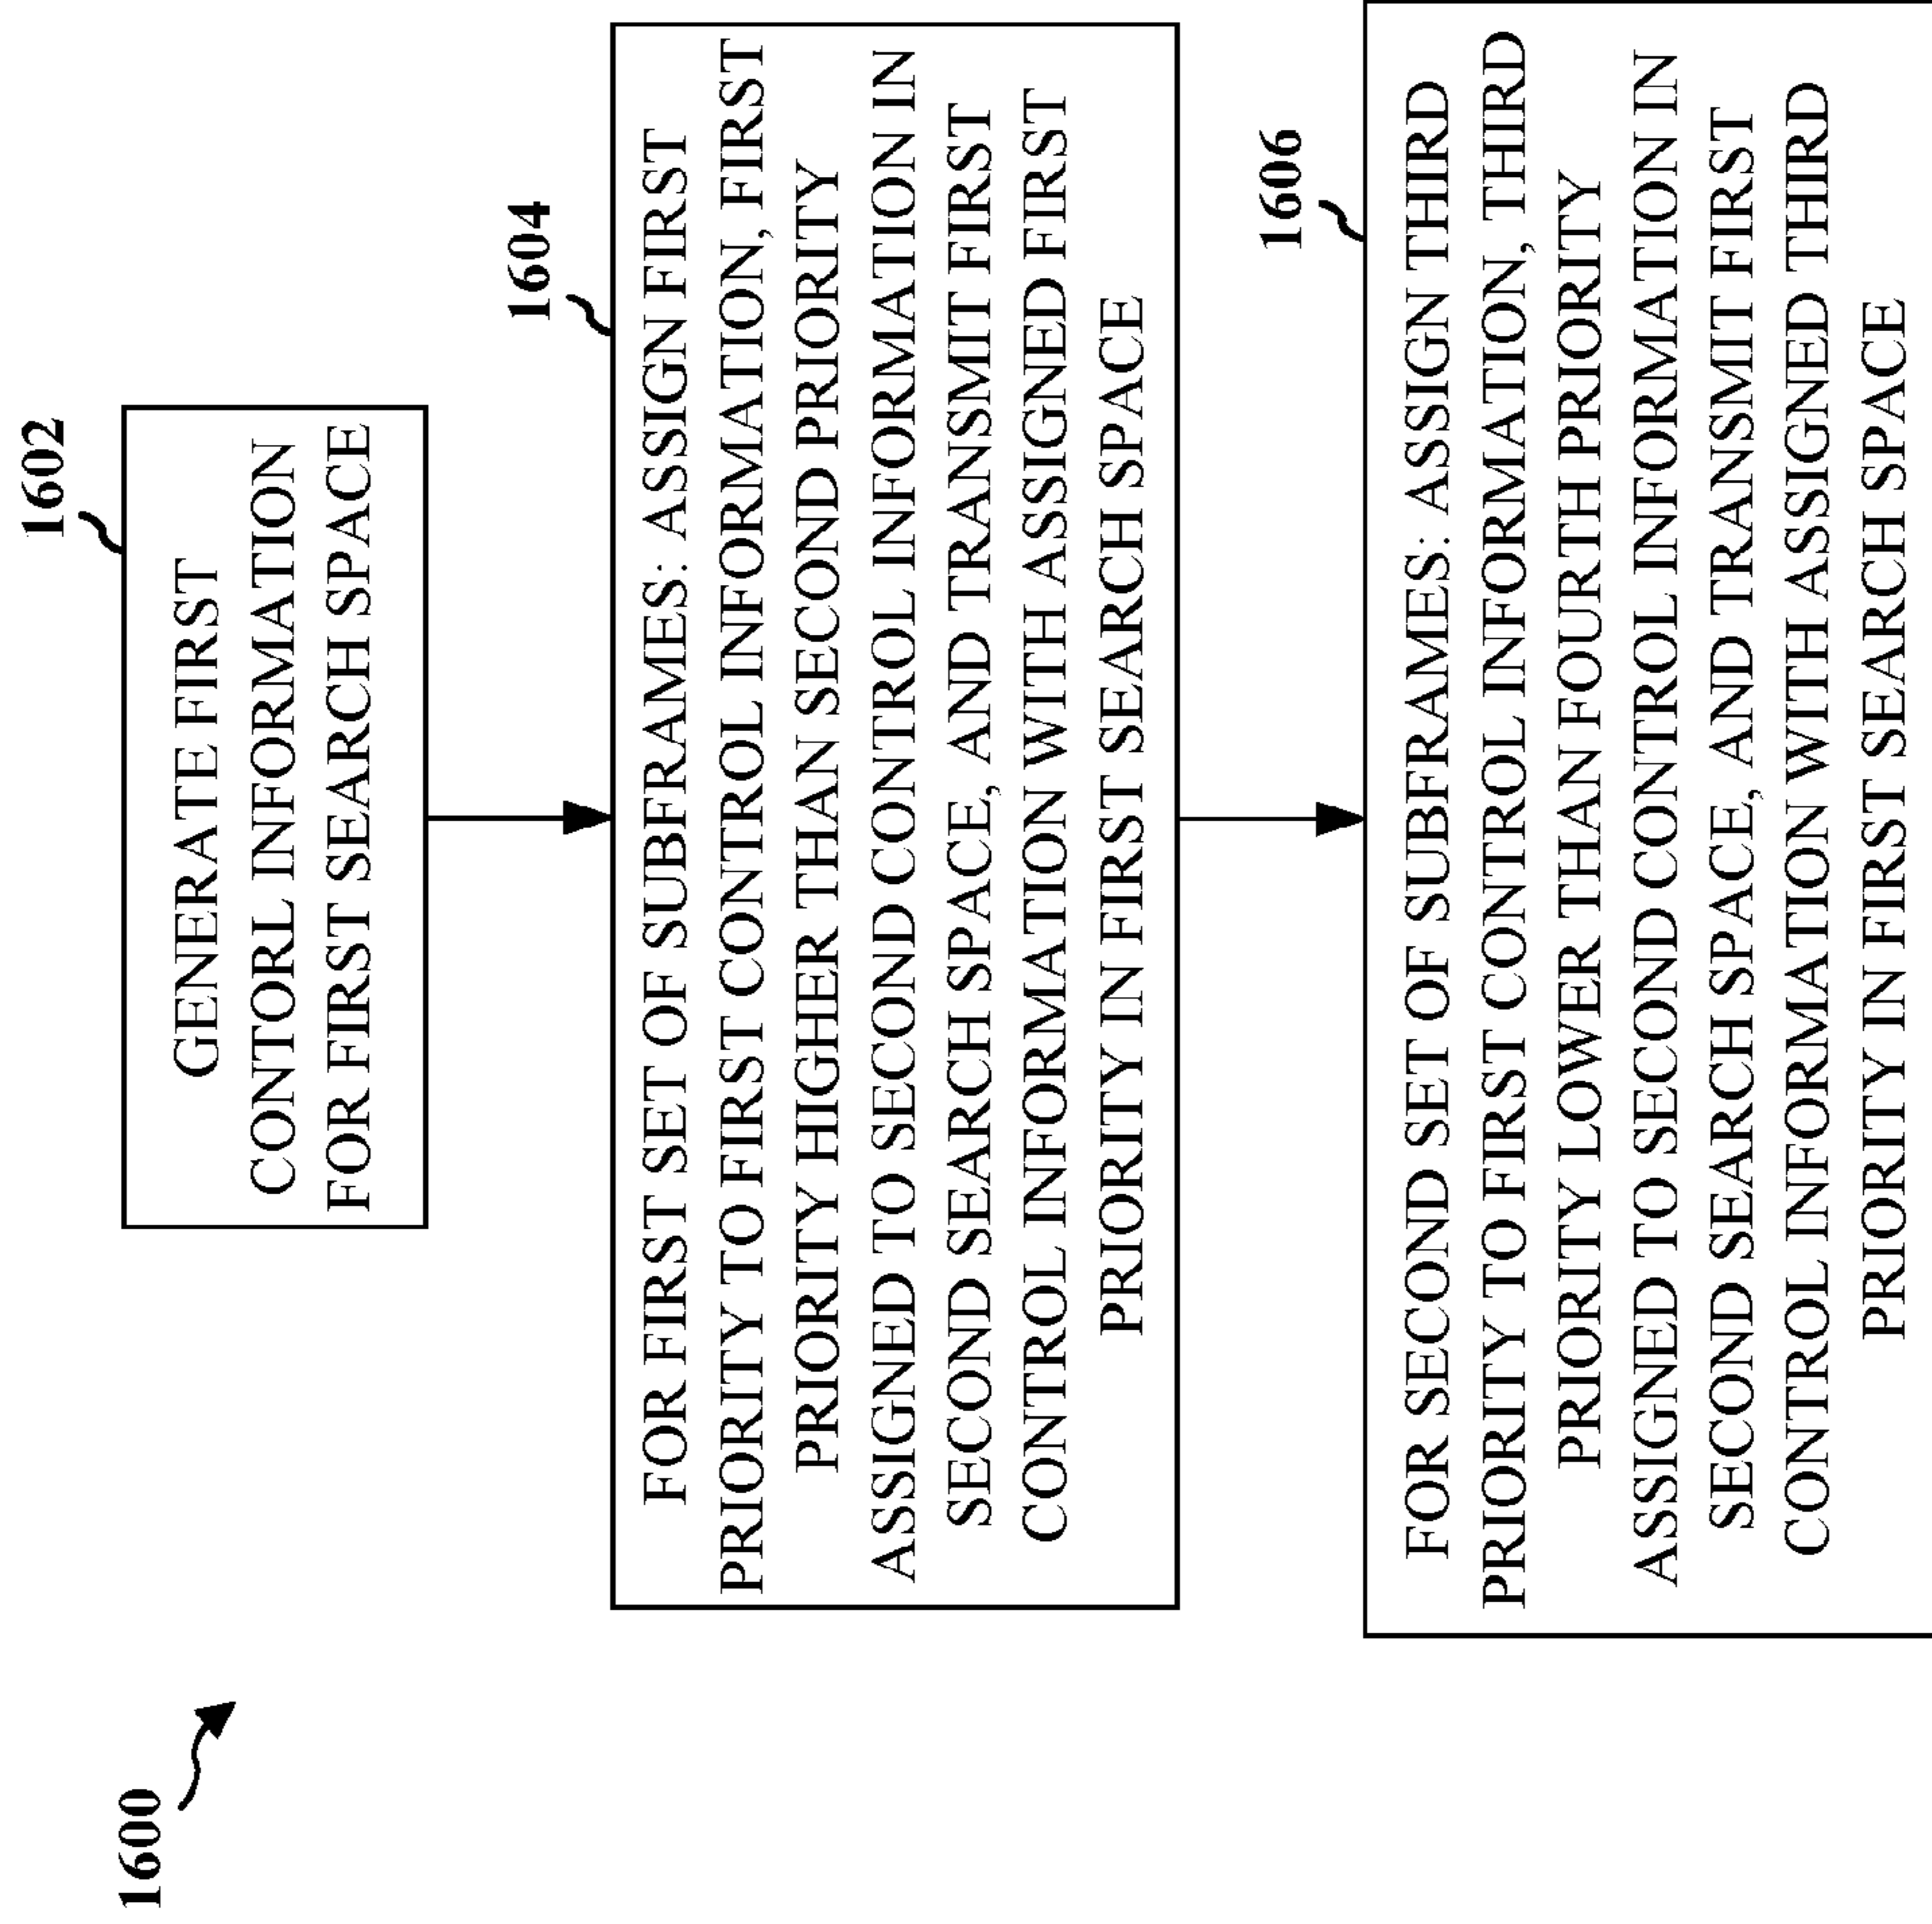 1600
1602
GENERATE FIRST
CONTORL INFORMATION
FOR FIRST SEARCH SPACE
1604
FOR FIRST SET OF SUBFRAMES: ASSIGN FIRST
PRIORITY TO FIRST CONTROL INFORMATION, FIRST
PRIORITY HIGHER THAN SECOND PRIORITY
ASSIGNED TO SECOND CONTROL INFORMATION IN
SECOND SEARCH SPACE, AND TRANSMIT FIRST
CONTROL INFORMATION WITH ASSIGNED FIRST
PRIORITY IN FIRST SEARCH SPACE
1606
FOR SECOND SET OF SUBFRAMES: ASSIGN THIRD
PRIORITY TO FIRST CONTROL INFORMATION, THIRD
PRIORITY LOWER THAN FOURTH PRIORITY
ASSIGNED TO SECOND CONTROL INFORMATION IN
SECOND SEARCH SPACE, AND TRANSMIT FIRST
CONTROL INFORMATION WITH ASSIGNED THIRD
PRIORITY IN FIRST SEARCH SPACE